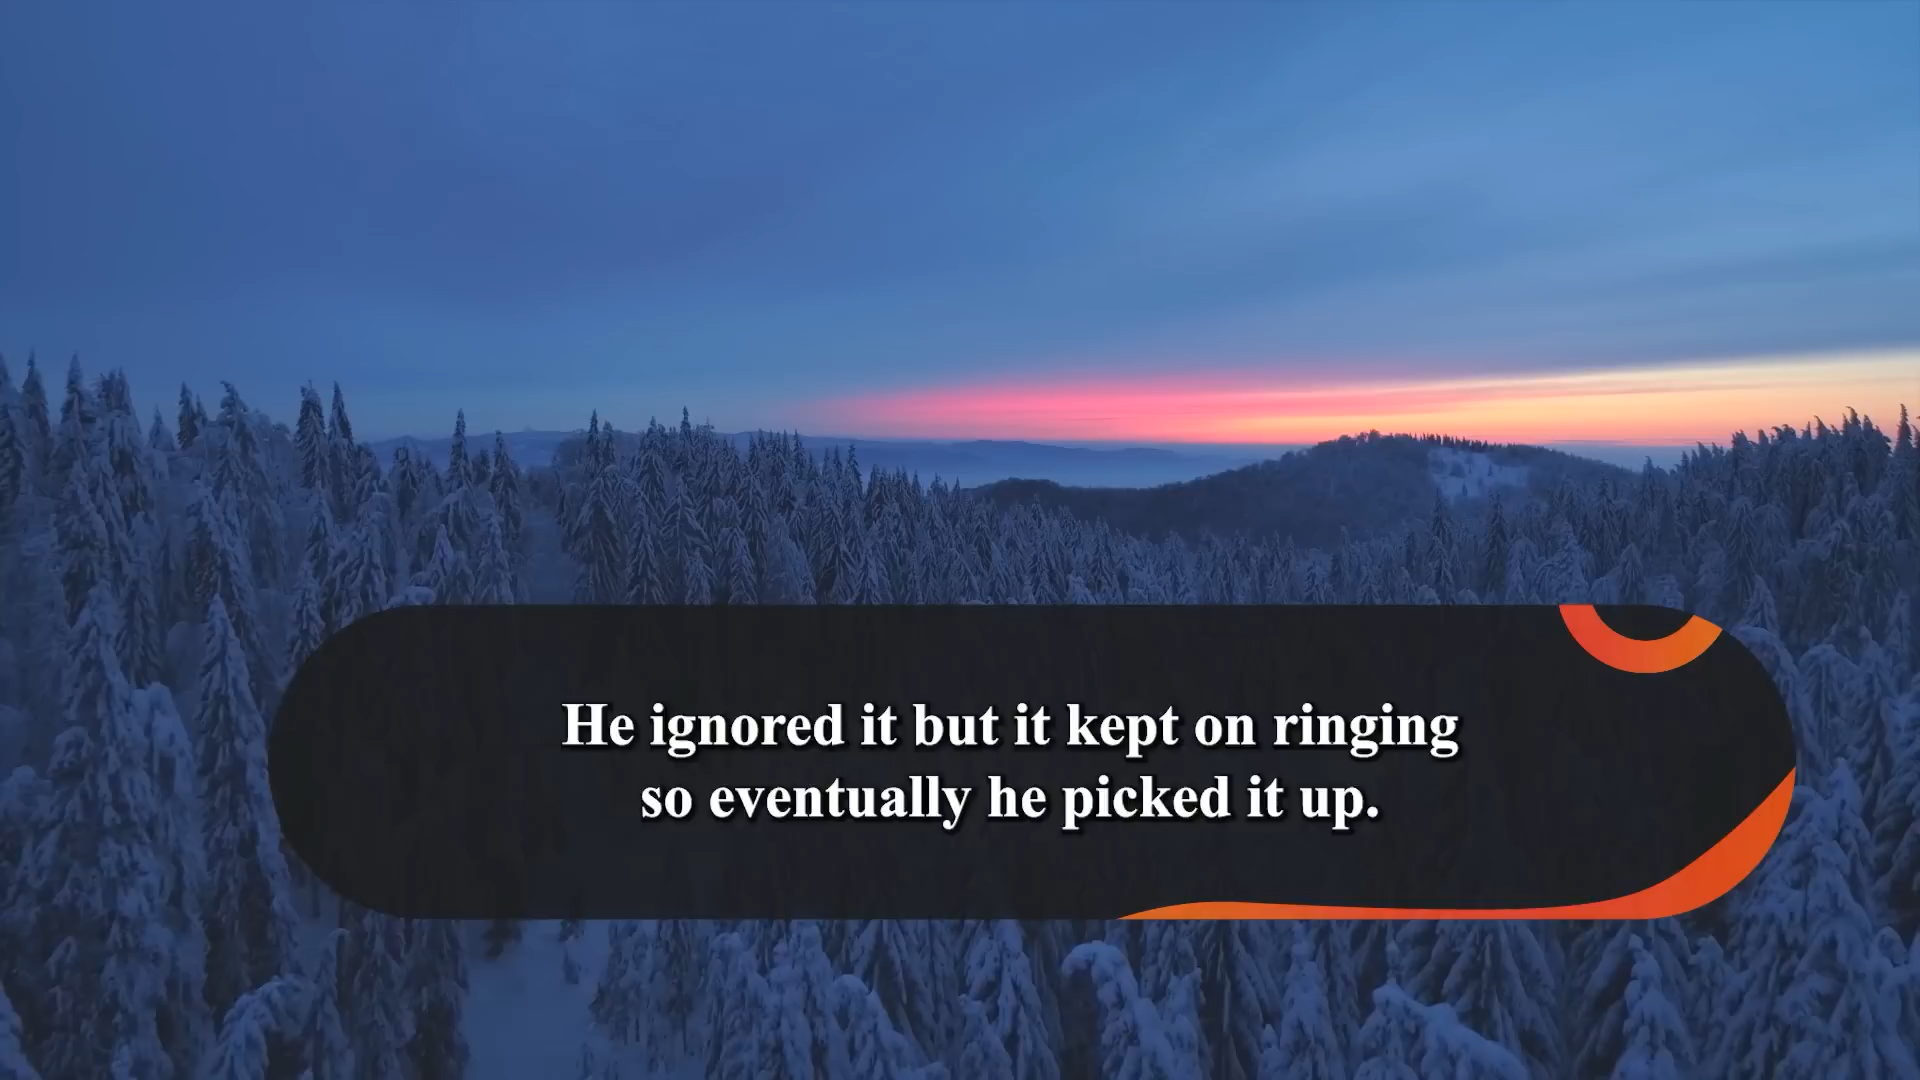 He ignored it but it kept on ringing
so eventually he picked it up.